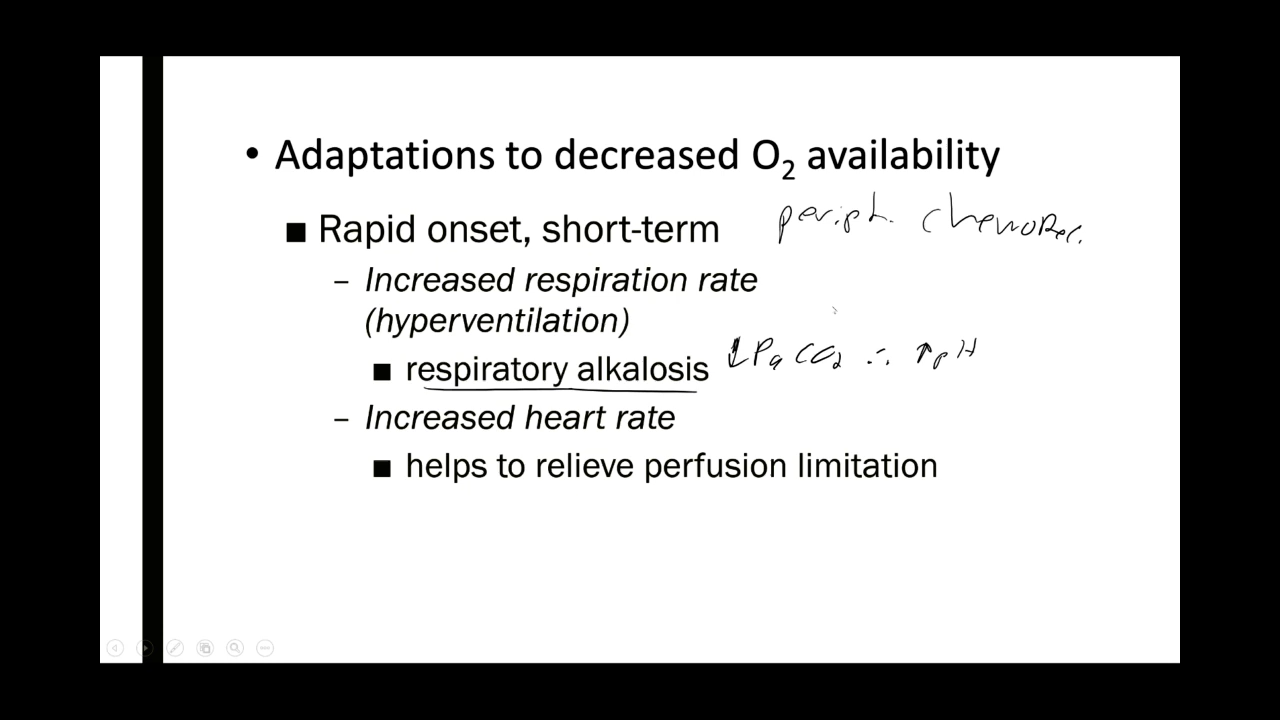 • Adaptations to decreased O₂ availability
■ Rapid onset, short-term periph. chemoRec.
– Increased respiration rate
(hyperventilation)
■ respiratory alkalosis ↓PaCO₂ ∴ ↑pH
– Increased heart rate
■ helps to relieve perfusion limitation